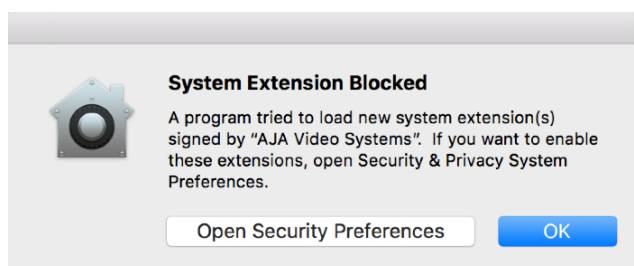 System Extension Blocked
A program tried to load new system extension(s)
signed by “AJA Video Systems”.  If you want to enable
these extensions, open Security & Privacy System
Preferences.
Open Security Preferences
OK